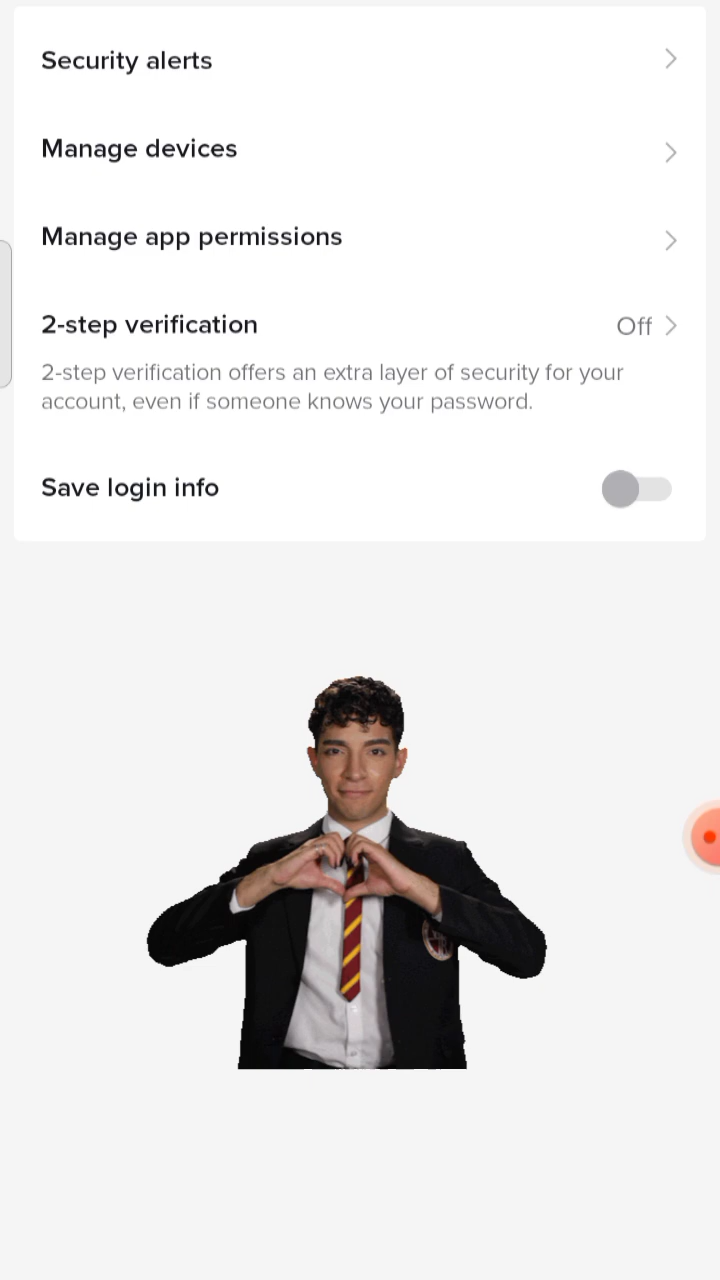 Security alerts
Manage devices
Manage app permissions
2-step verification Off
2-step verification offers an extra layer of security for your
account, even if someone knows your password.
Save login info